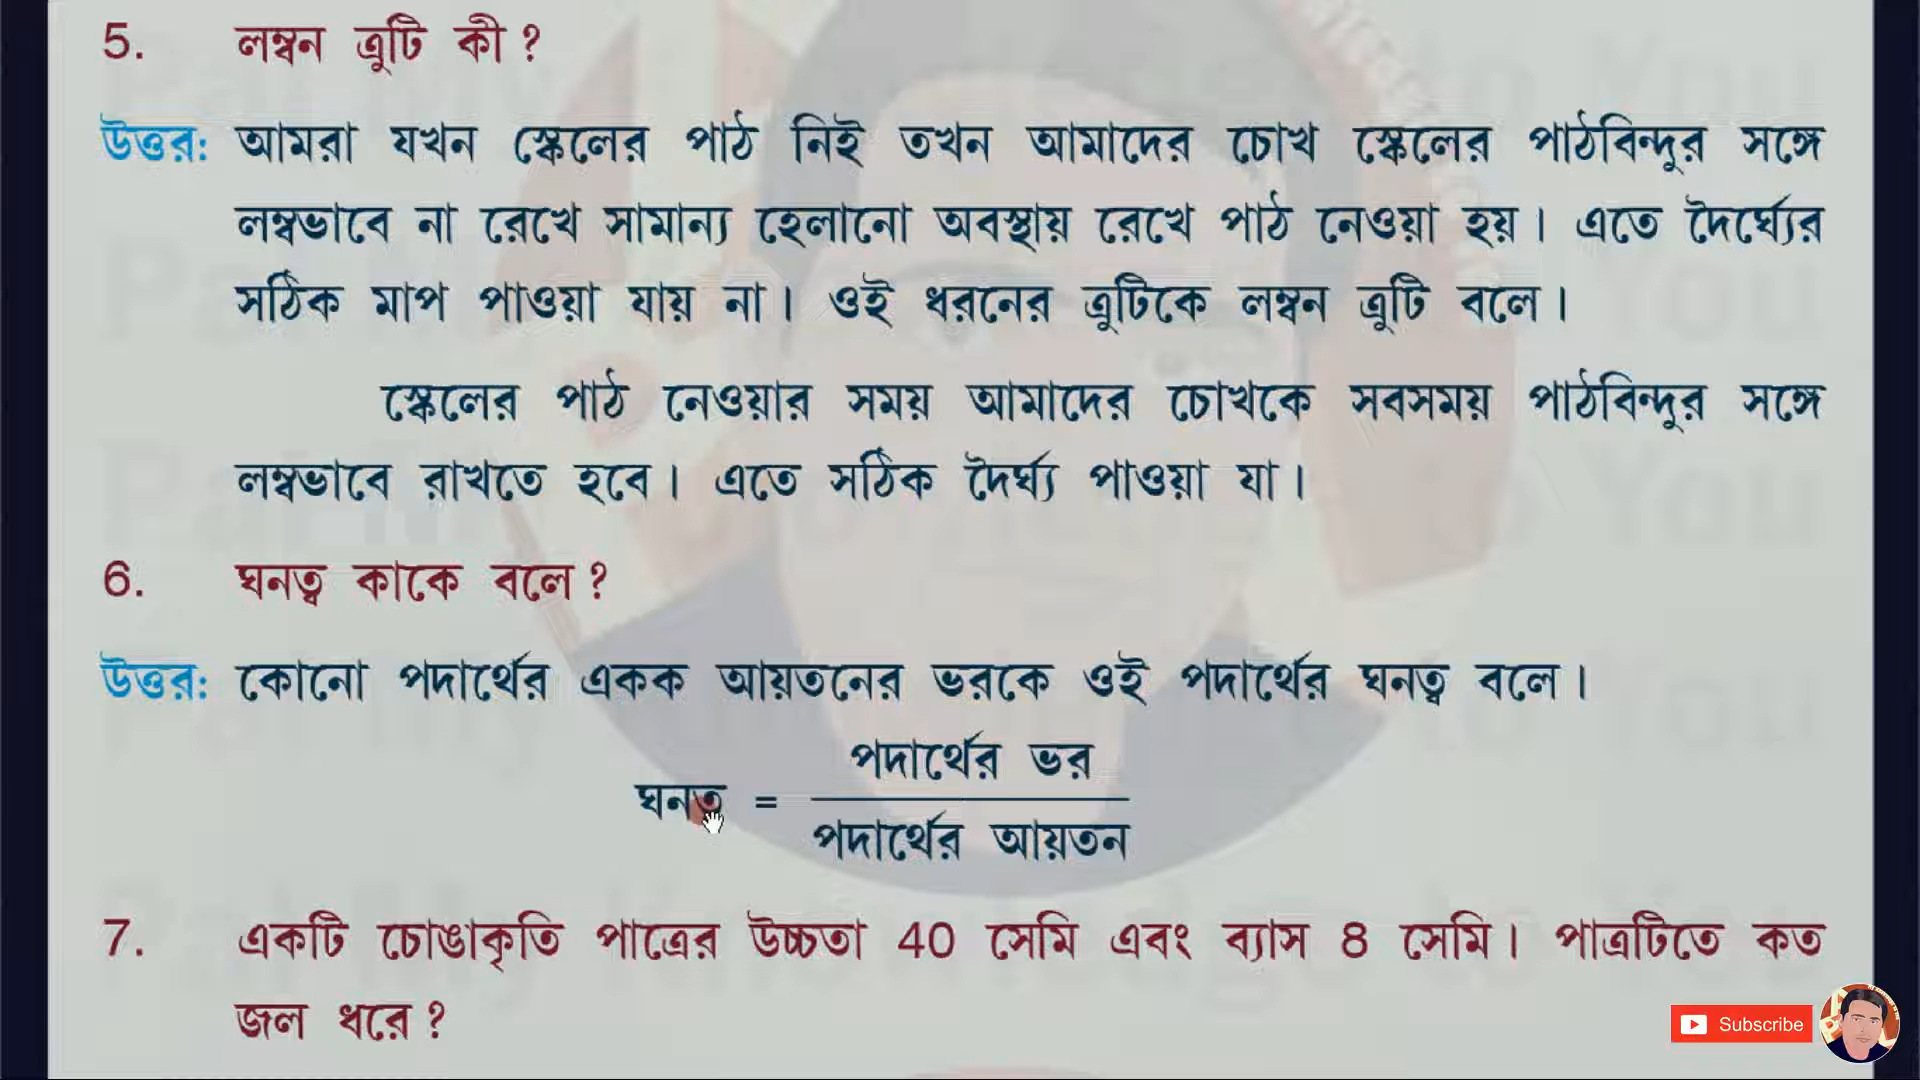 5. লম্বন ত্রুটি কী ?
উত্তর: আমরা যখন স্কেলের পাঠ নিই তখন আমাদের চোখ স্কেলের পাঠবিন্দুর সঙ্গে
লম্বভাবে না রেখে সামান্য হেলানো অবস্থায় রেখে পাঠ নেওয়া হয়। এতে দৈর্ঘ্যের
সঠিক মাপ পাওয়া যায় না। ওই ধরনের ত্রুটিকে লম্বন ত্রুটি বলে।
স্কেলের পাঠ নেওয়ার সময় আমাদের চোখকে সবসময় পাঠবিন্দুর সঙ্গে
লম্বভাবে রাখতে হবে। এতে সঠিক দৈর্ঘ্য পাওয়া যা।
6. ঘনত্ব কাকে বলে ?
উত্তর: কোনো পদার্থের একক আয়তনের ভরকে ওই পদার্থের ঘনত্ব বলে।
পদার্থের ভর
ঘনত্ব =
পদার্থের আয়তন
7. একটি চোঙাকৃতি পাত্রের উচ্চতা 40 সেমি এবং ব্যাস 8 সেমি। পাত্রটিতে কত
জল ধরে ?
Subscribe